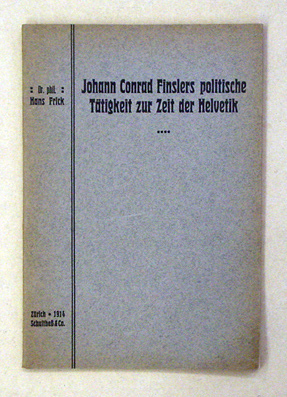 Dr. phil.
Hans Frick
Johann Conrad Finslers politische
Tätigkeit zur Zeit der Helvetik
Zürich • 1914
Schultheß & Co.